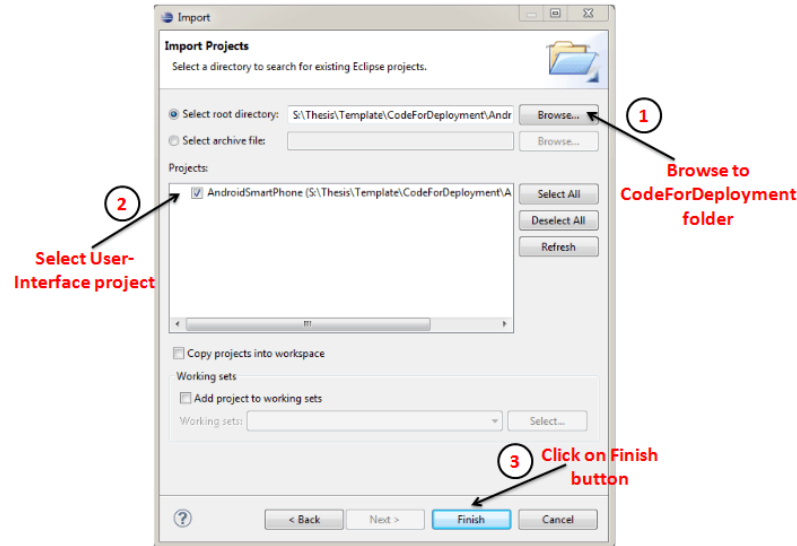 Import
Import Projects
Select a directory to search for existing Eclipse projects.
Select root directory: S:\Thesis\Template\CodeForDeployment\Andr Browse...
1
Select archive file: Browse...
Browse to
CodeForDeployment
folder
Projects:
AndroidSmartPhone (S:\Thesis\Template\CodeForDeployment\A
Select All
Deselect All
Refresh
2
Select User-
Interface project
Copy projects into workspace
Working sets
Add project to working sets
Working sets: Select...
3
Click on Finish
button
? < Back Next > Finish Cancel